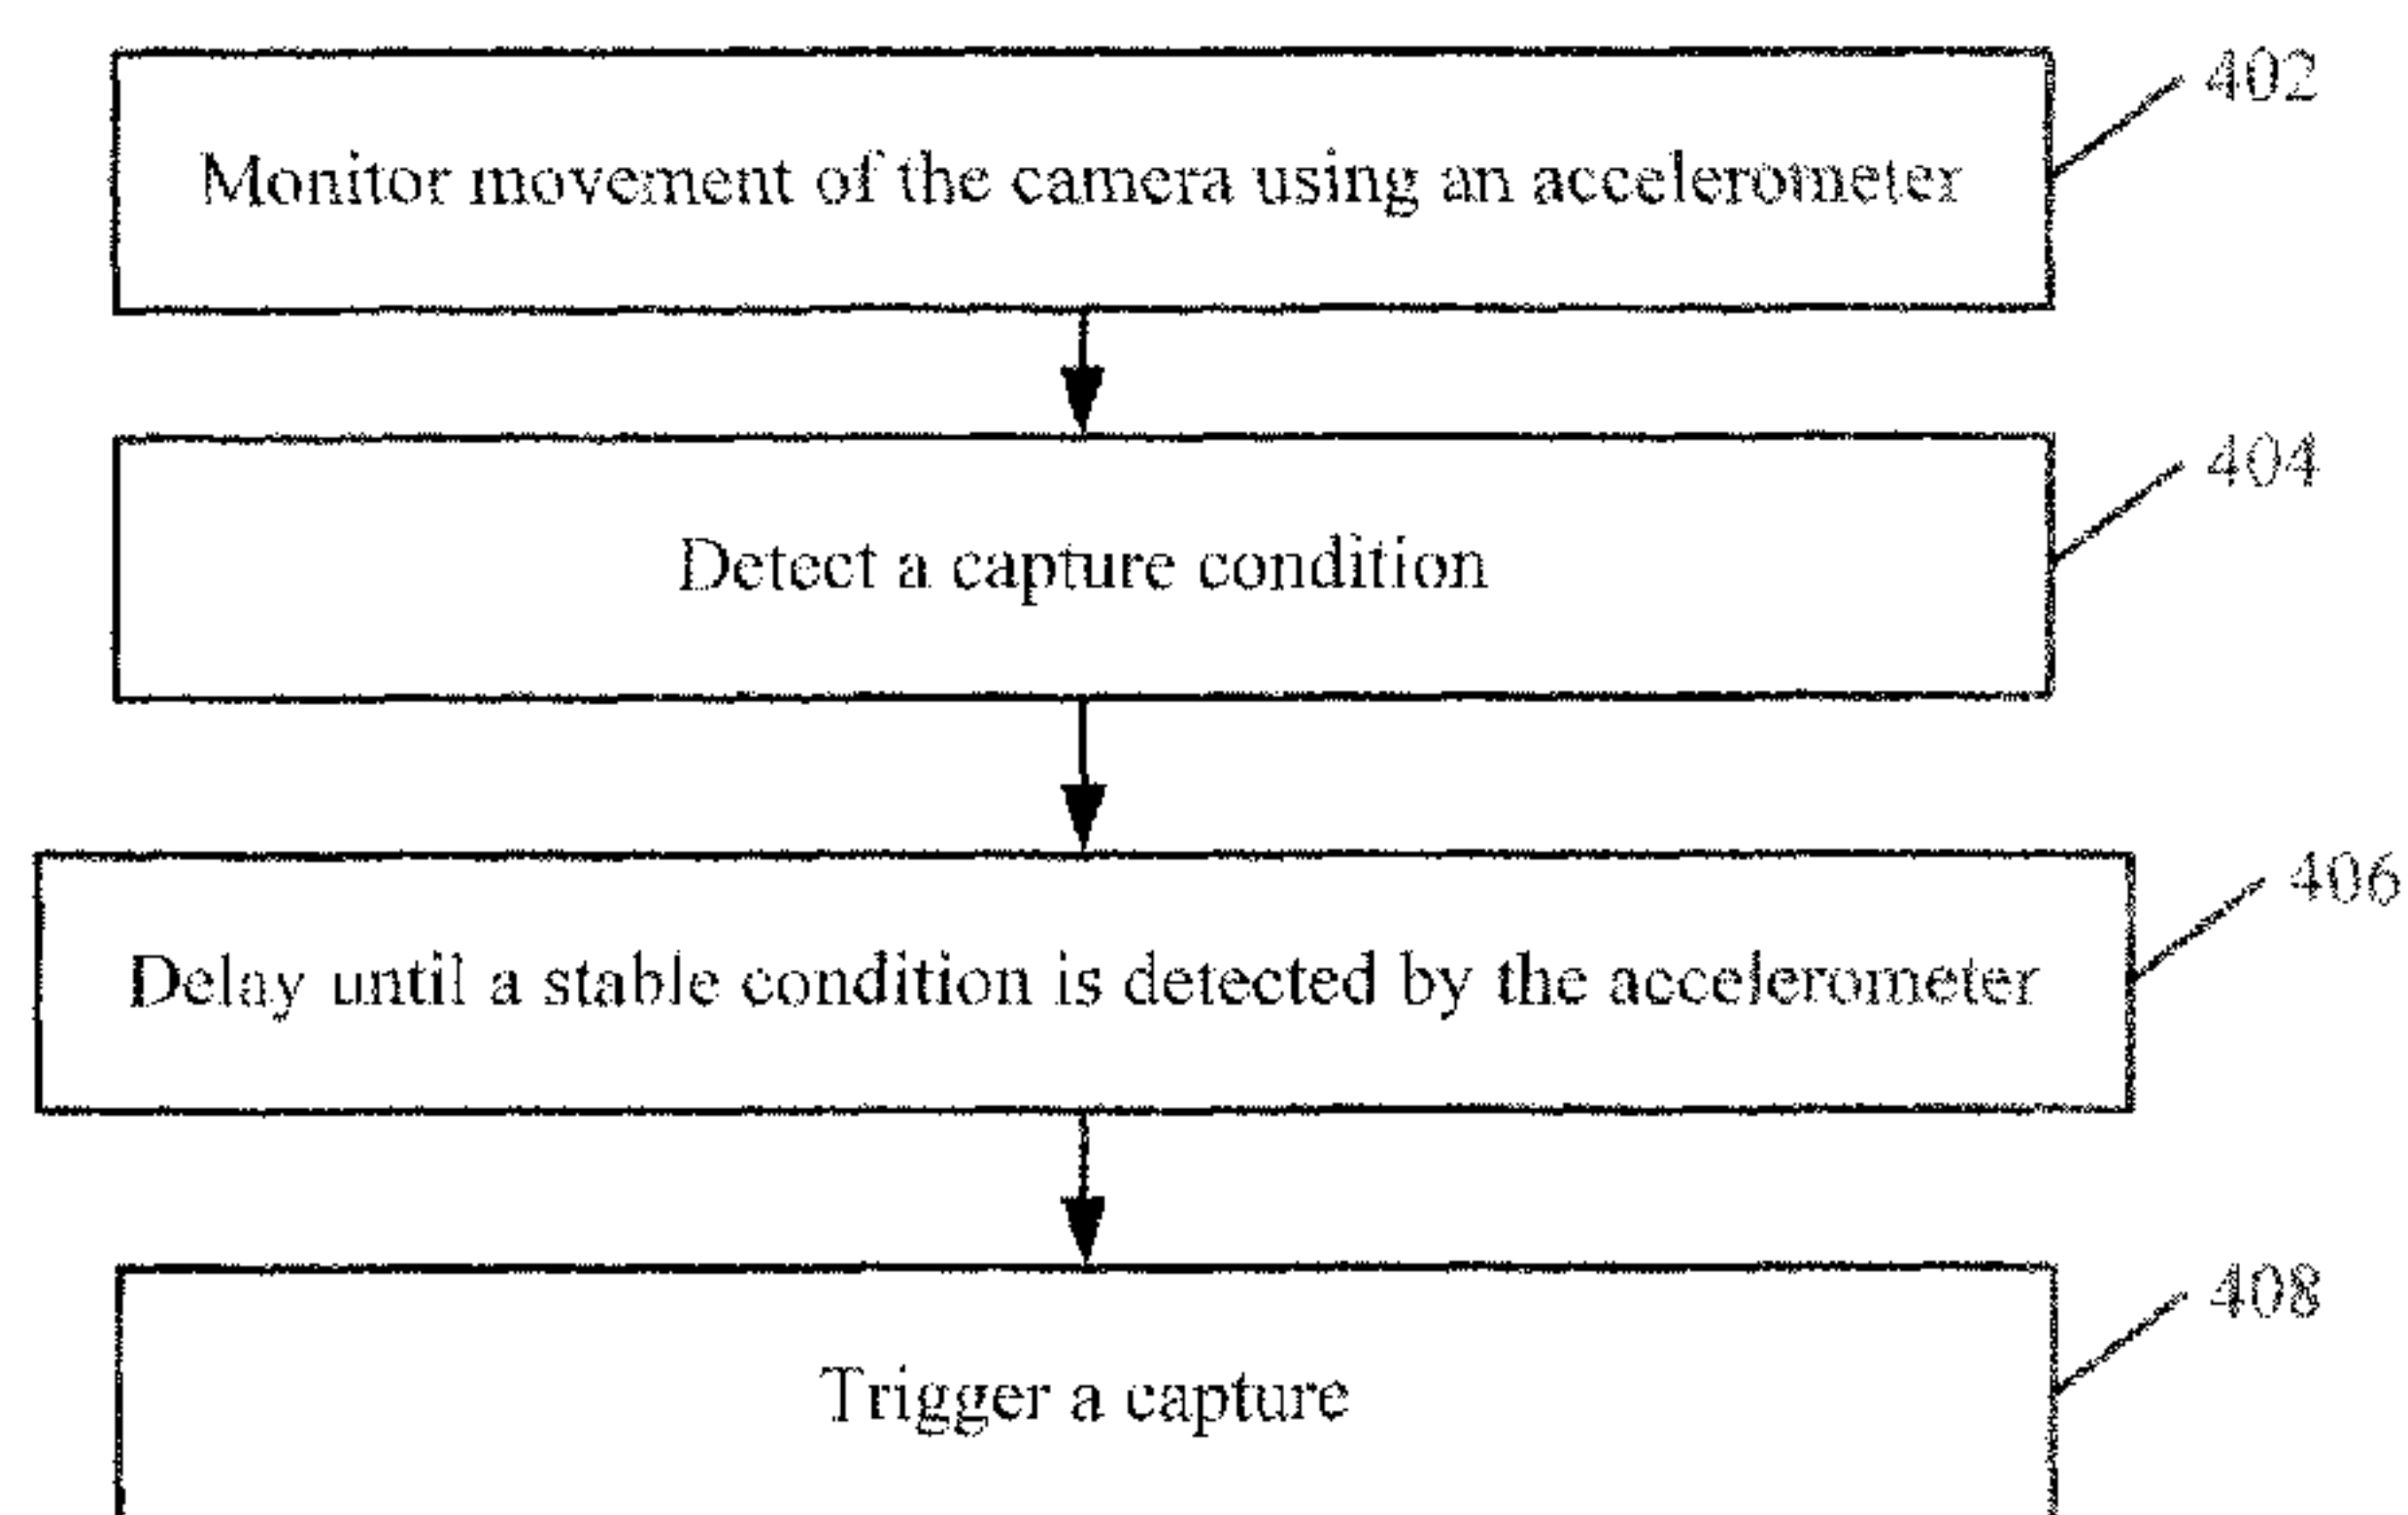 402
Monitor movement of the camera using an accelerometer
404
Detect a capture condition
406
Delay until a stable condition is detected by the accelerometer
408
Trigger a capture